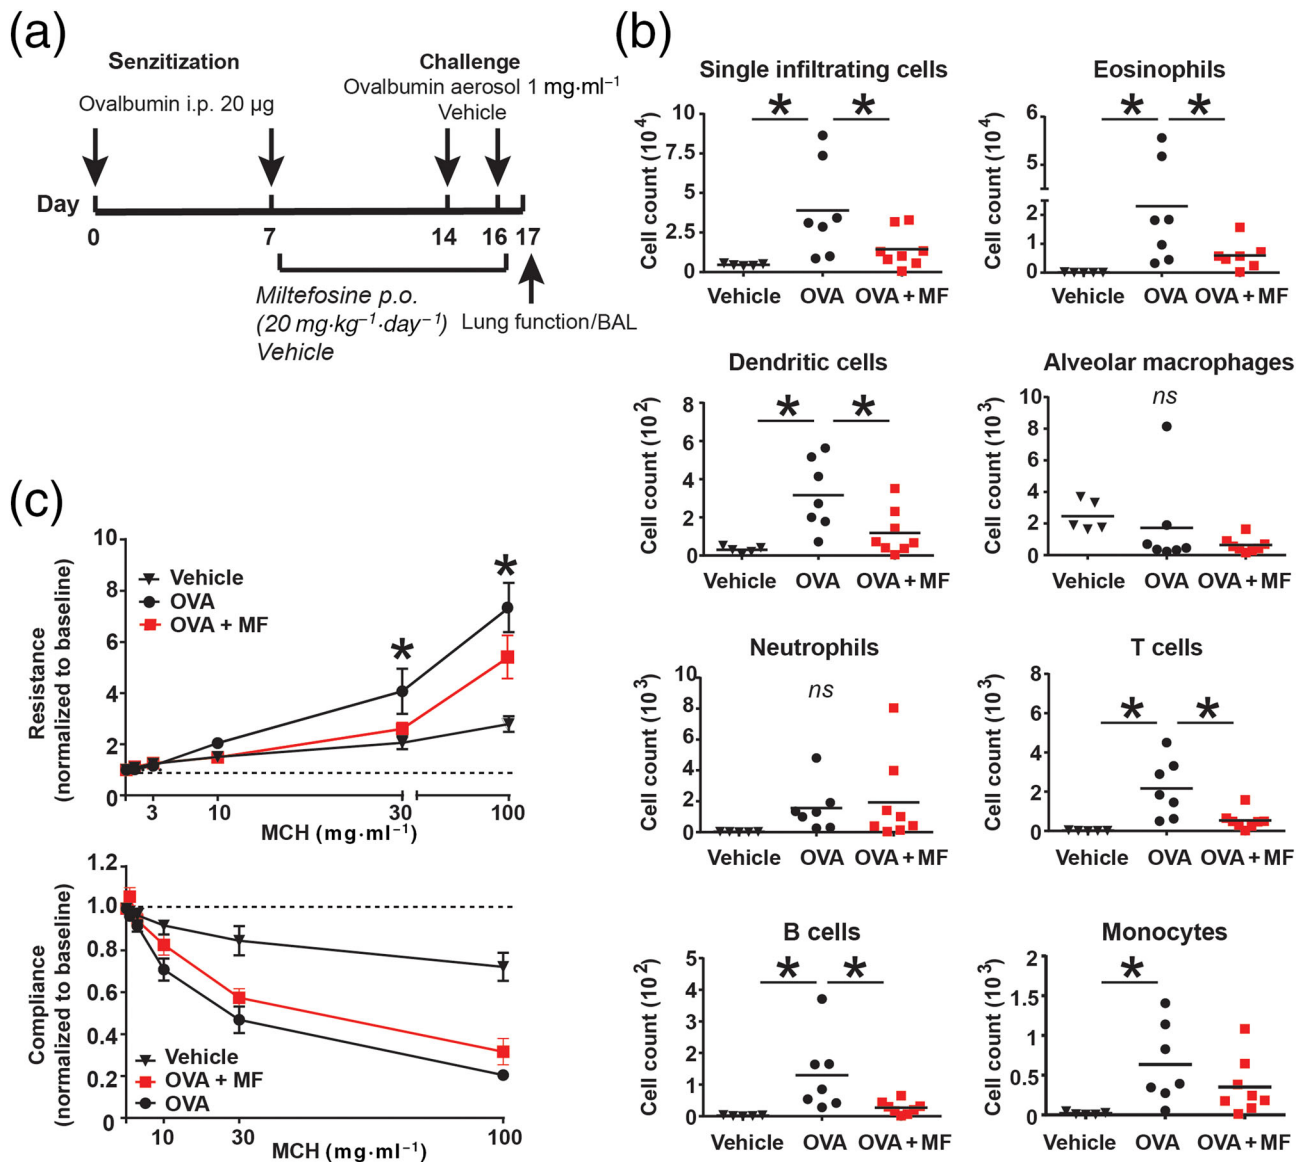 (a)
Senzitization
Challenge
Ovalbumin i.p. 20 µg
Ovalbumin aerosol 1 mg·ml⁻¹
Vehicle
Day
0
7
14
16
17
Miltefosine p.o.
(20 mg·kg⁻¹·day⁻¹)
Vehicle
Lung function/BAL
(b)
Single infiltrating cells
*
*
Cell count (10⁴)
10
7.5
5
2.5
0
Vehicle
OVA
OVA + MF
Eosinophils
*
*
Cell count (10⁴)
6
5
2
1
0
Vehicle
OVA
OVA + MF
Dendritic cells
*
*
Cell count (10²)
8
6
4
2
0
Vehicle
OVA
OVA + MF
Alveolar macrophages
ns
Cell count (10³)
10
8
6
4
2
0
Vehicle
OVA
OVA + MF
Neutrophils
ns
Cell count (10³)
10
8
6
4
2
0
Vehicle
OVA
OVA + MF
T cells
*
*
Cell count (10³)
8
6
4
2
0
Vehicle
OVA
OVA + MF
B cells
*
*
Cell count (10²)
5
4
3
2
1
0
Vehicle
OVA
OVA + MF
Monocytes
*
Cell count (10³)
2
1.5
1
0.5
0
Vehicle
OVA
OVA + MF
(c)
Resistance
(normalized to baseline)
10
8
6
4
2
0
Vehicle
OVA
OVA + MF
*
*
3
10
30
100
MCH (mg·ml⁻¹)
Compliance
(normalized to baseline)
1.2
1.0
0.8
0.6
0.4
0.2
0
Vehicle
OVA + MF
OVA
10
30
100
MCH (mg·ml⁻¹)